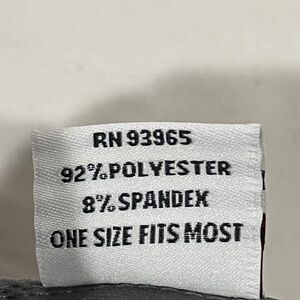 RN 93965
92% POLYESTER
8% SPANDEX
ONE SIZE FITS MOST